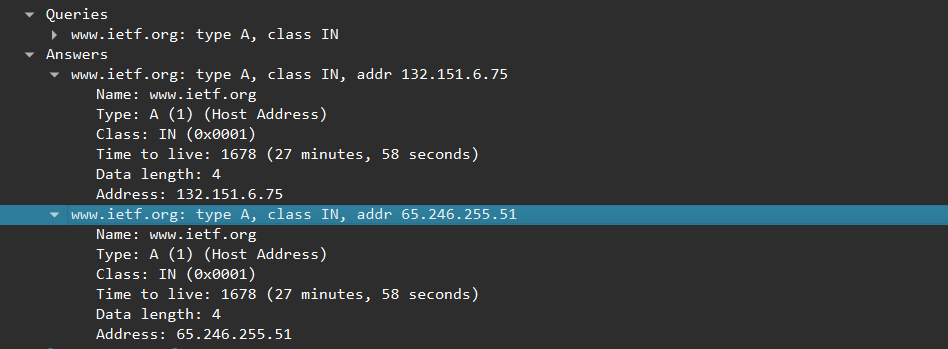 Queries
www.ietf.org: type A, class IN
Answers
www.ietf.org: type A, class IN, addr 132.151.6.75
Name: www.ietf.org
Type: A (1) (Host Address)
Class: IN (0x0001)
Time to live: 1678 (27 minutes, 58 seconds)
Data length: 4
Address: 132.151.6.75
www.ietf.org: type A, class IN, addr 65.246.255.51
Name: www.ietf.org
Type: A (1) (Host Address)
Class: IN (0x0001)
Time to live: 1678 (27 minutes, 58 seconds)
Data length: 4
Address: 65.246.255.51